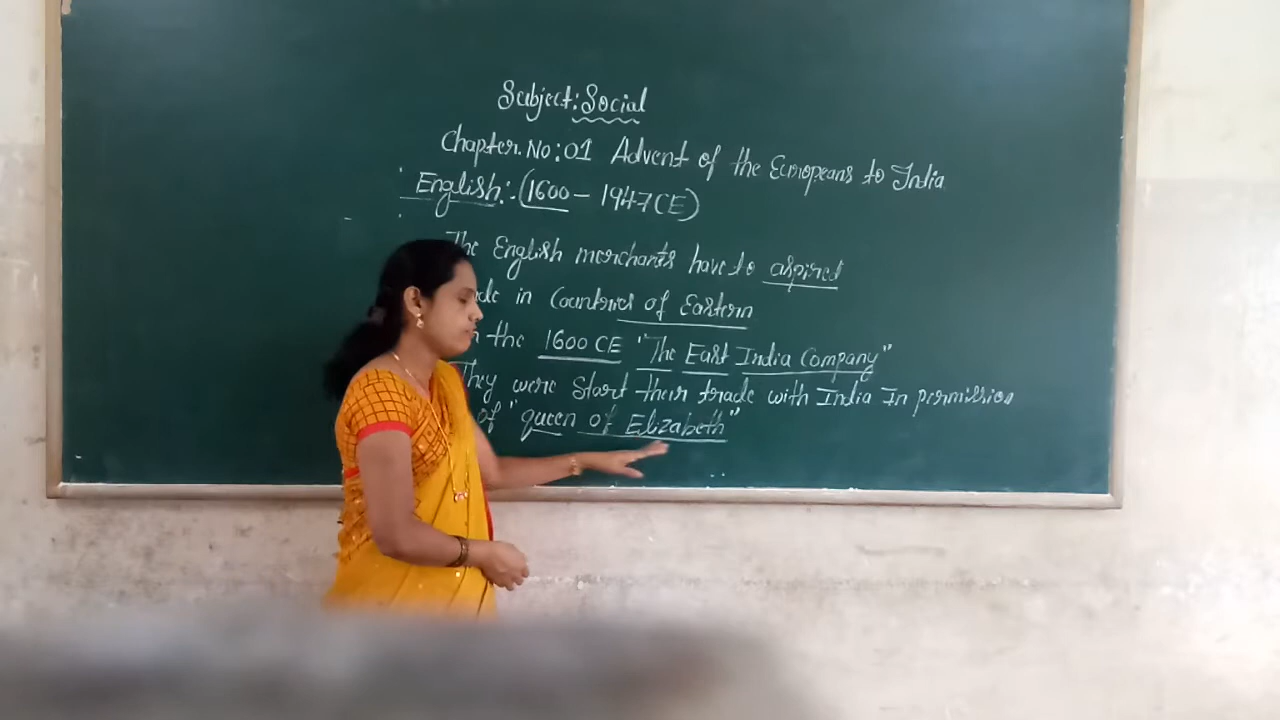 Subject: Social
Chapter. No: 01 Advent of the Europeans to India
English:- (1600 - 1947 CE)
The English merchants have to aspired
in Countries of Eastern
the 1600 CE "The East India Company"
They were Start their trade with India In permission
of "queen of Elizabeth"